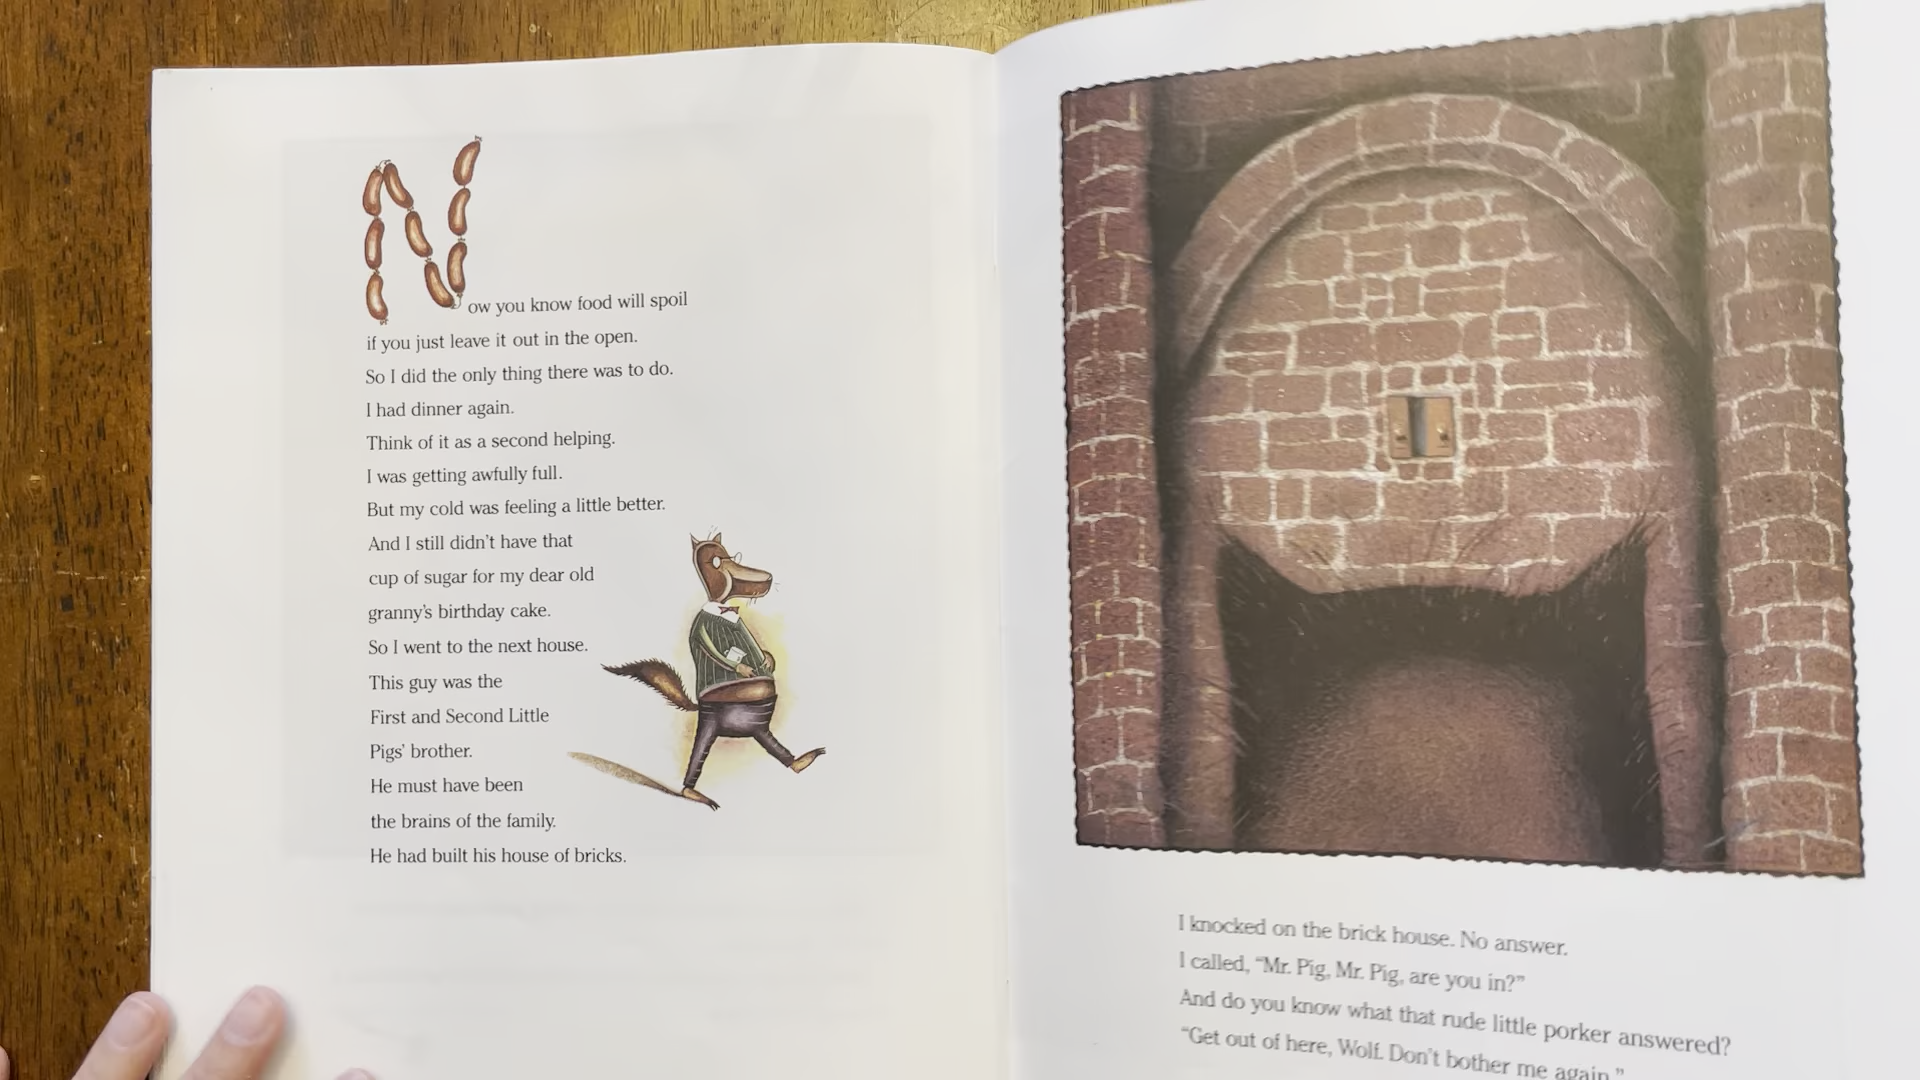 Now you know food will spoil
if you just leave it out in the open.
So I did the only thing there was to do.
I had dinner again.
Think of it as a second helping.
I was getting awfully full.
But my cold was feeling a little better.
And I still didn't have that
cup of sugar for my dear old
granny's birthday cake.
So I went to the next house.
This guy was the
First and Second Little
Pigs' brother.
He must have been
the brains of the family.
He had built his house of bricks.
I knocked on the brick house. No answer.
I called, “Mr. Pig, Mr. Pig, are you in?”
And do you know what that rude little porker answered?
“Get out of here, Wolf. Don't bother me again.”